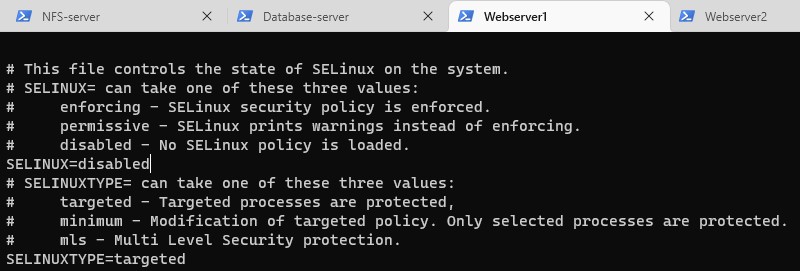 NFS-server
Database-server
Webserver1
Webserver2
# This file controls the state of SELinux on the system.
# SELINUX= can take one of these three values:
#     enforcing - SELinux security policy is enforced.
#     permissive - SELinux prints warnings instead of enforcing.
#     disabled - No SELinux policy is loaded.
SELINUX=disabled
# SELINUXTYPE= can take one of these three values:
#     targeted - Targeted processes are protected,
#     minimum - Modification of targeted policy. Only selected processes are protected.
#     mls - Multi Level Security protection.
SELINUXTYPE=targeted